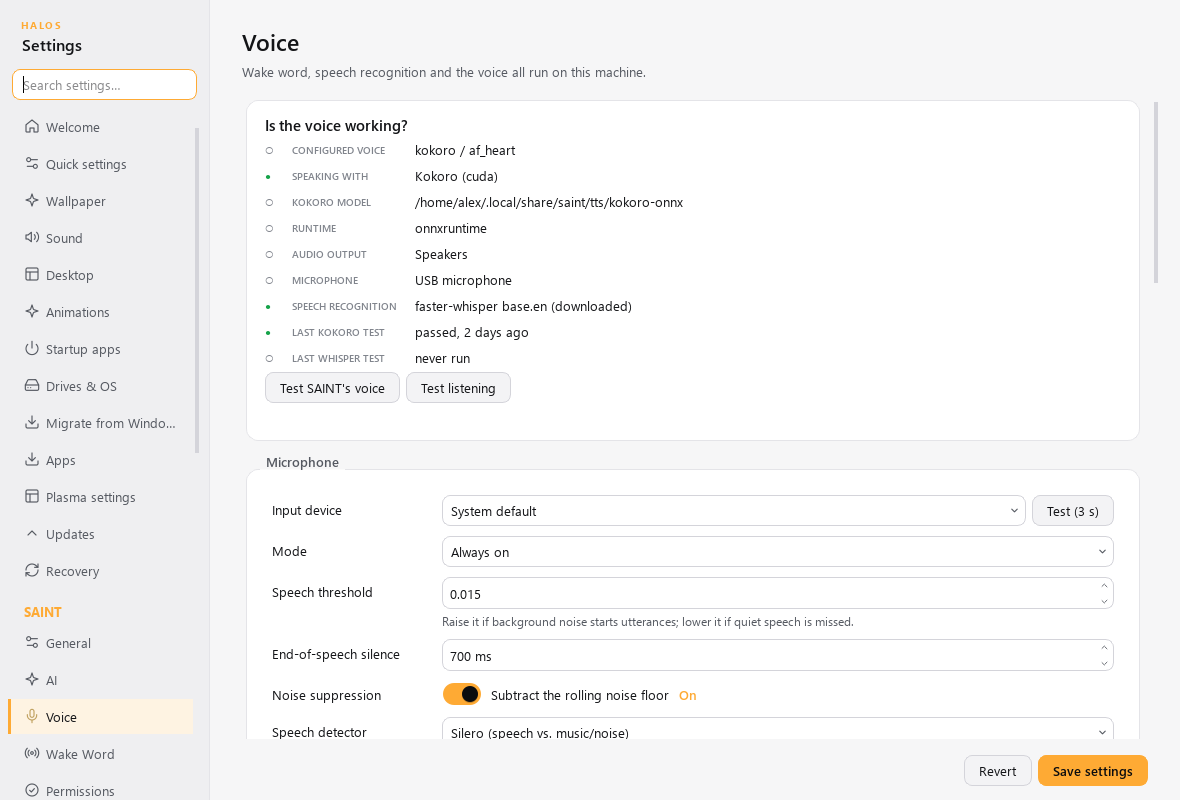 HALOS
Settings
Search settings...
Welcome
Quick settings
Wallpaper
Sound
Desktop
Animations
Startup apps
Drives & OS
Migrate from Windo...
Apps
Plasma settings
Updates
Recovery
SAINT
General
AI
Voice
Wake Word
Permissions
Voice
Wake word, speech recognition and the voice all run on this machine.
Is the voice working?
CONFIGURED VOICE kokoro / af_heart
SPEAKING WITH Kokoro (cuda)
KOKORO MODEL /home/alex/.local/share/saint/tts/kokoro-onnx
RUNTIME onnxruntime
AUDIO OUTPUT Speakers
MICROPHONE USB microphone
SPEECH RECOGNITION faster-whisper base.en (downloaded)
LAST KOKORO TEST passed, 2 days ago
LAST WHISPER TEST never run
Test SAINT's voice Test listening
Microphone
Input device System default Test (3 s)
Mode Always on
Speech threshold 0.015
Raise it if background noise starts utterances; lower it if quiet speech is missed.
End-of-speech silence 700 ms
Noise suppression Subtract the rolling noise floor On
Speech detector Silero (speech vs. music/noise)
Revert Save settings